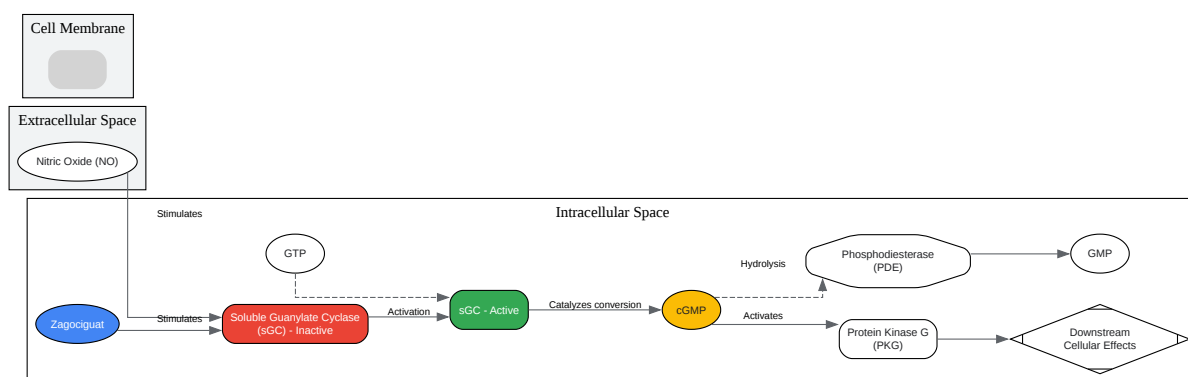 Cell Membrane
Extracellular Space
Nitric Oxide (NO)
Intracellular Space
Stimulates
GTP
Hydrolysis
Phosphodiesterase
(PDE)
GMP
Zagociguat
Stimulates
Soluble Guanylate Cyclase
(sGC) - Inactive
Activation
sGC - Active
Catalyzes conversion
cGMP
Activates
Protein Kinase G
(PKG)
Downstream
Cellular Effects